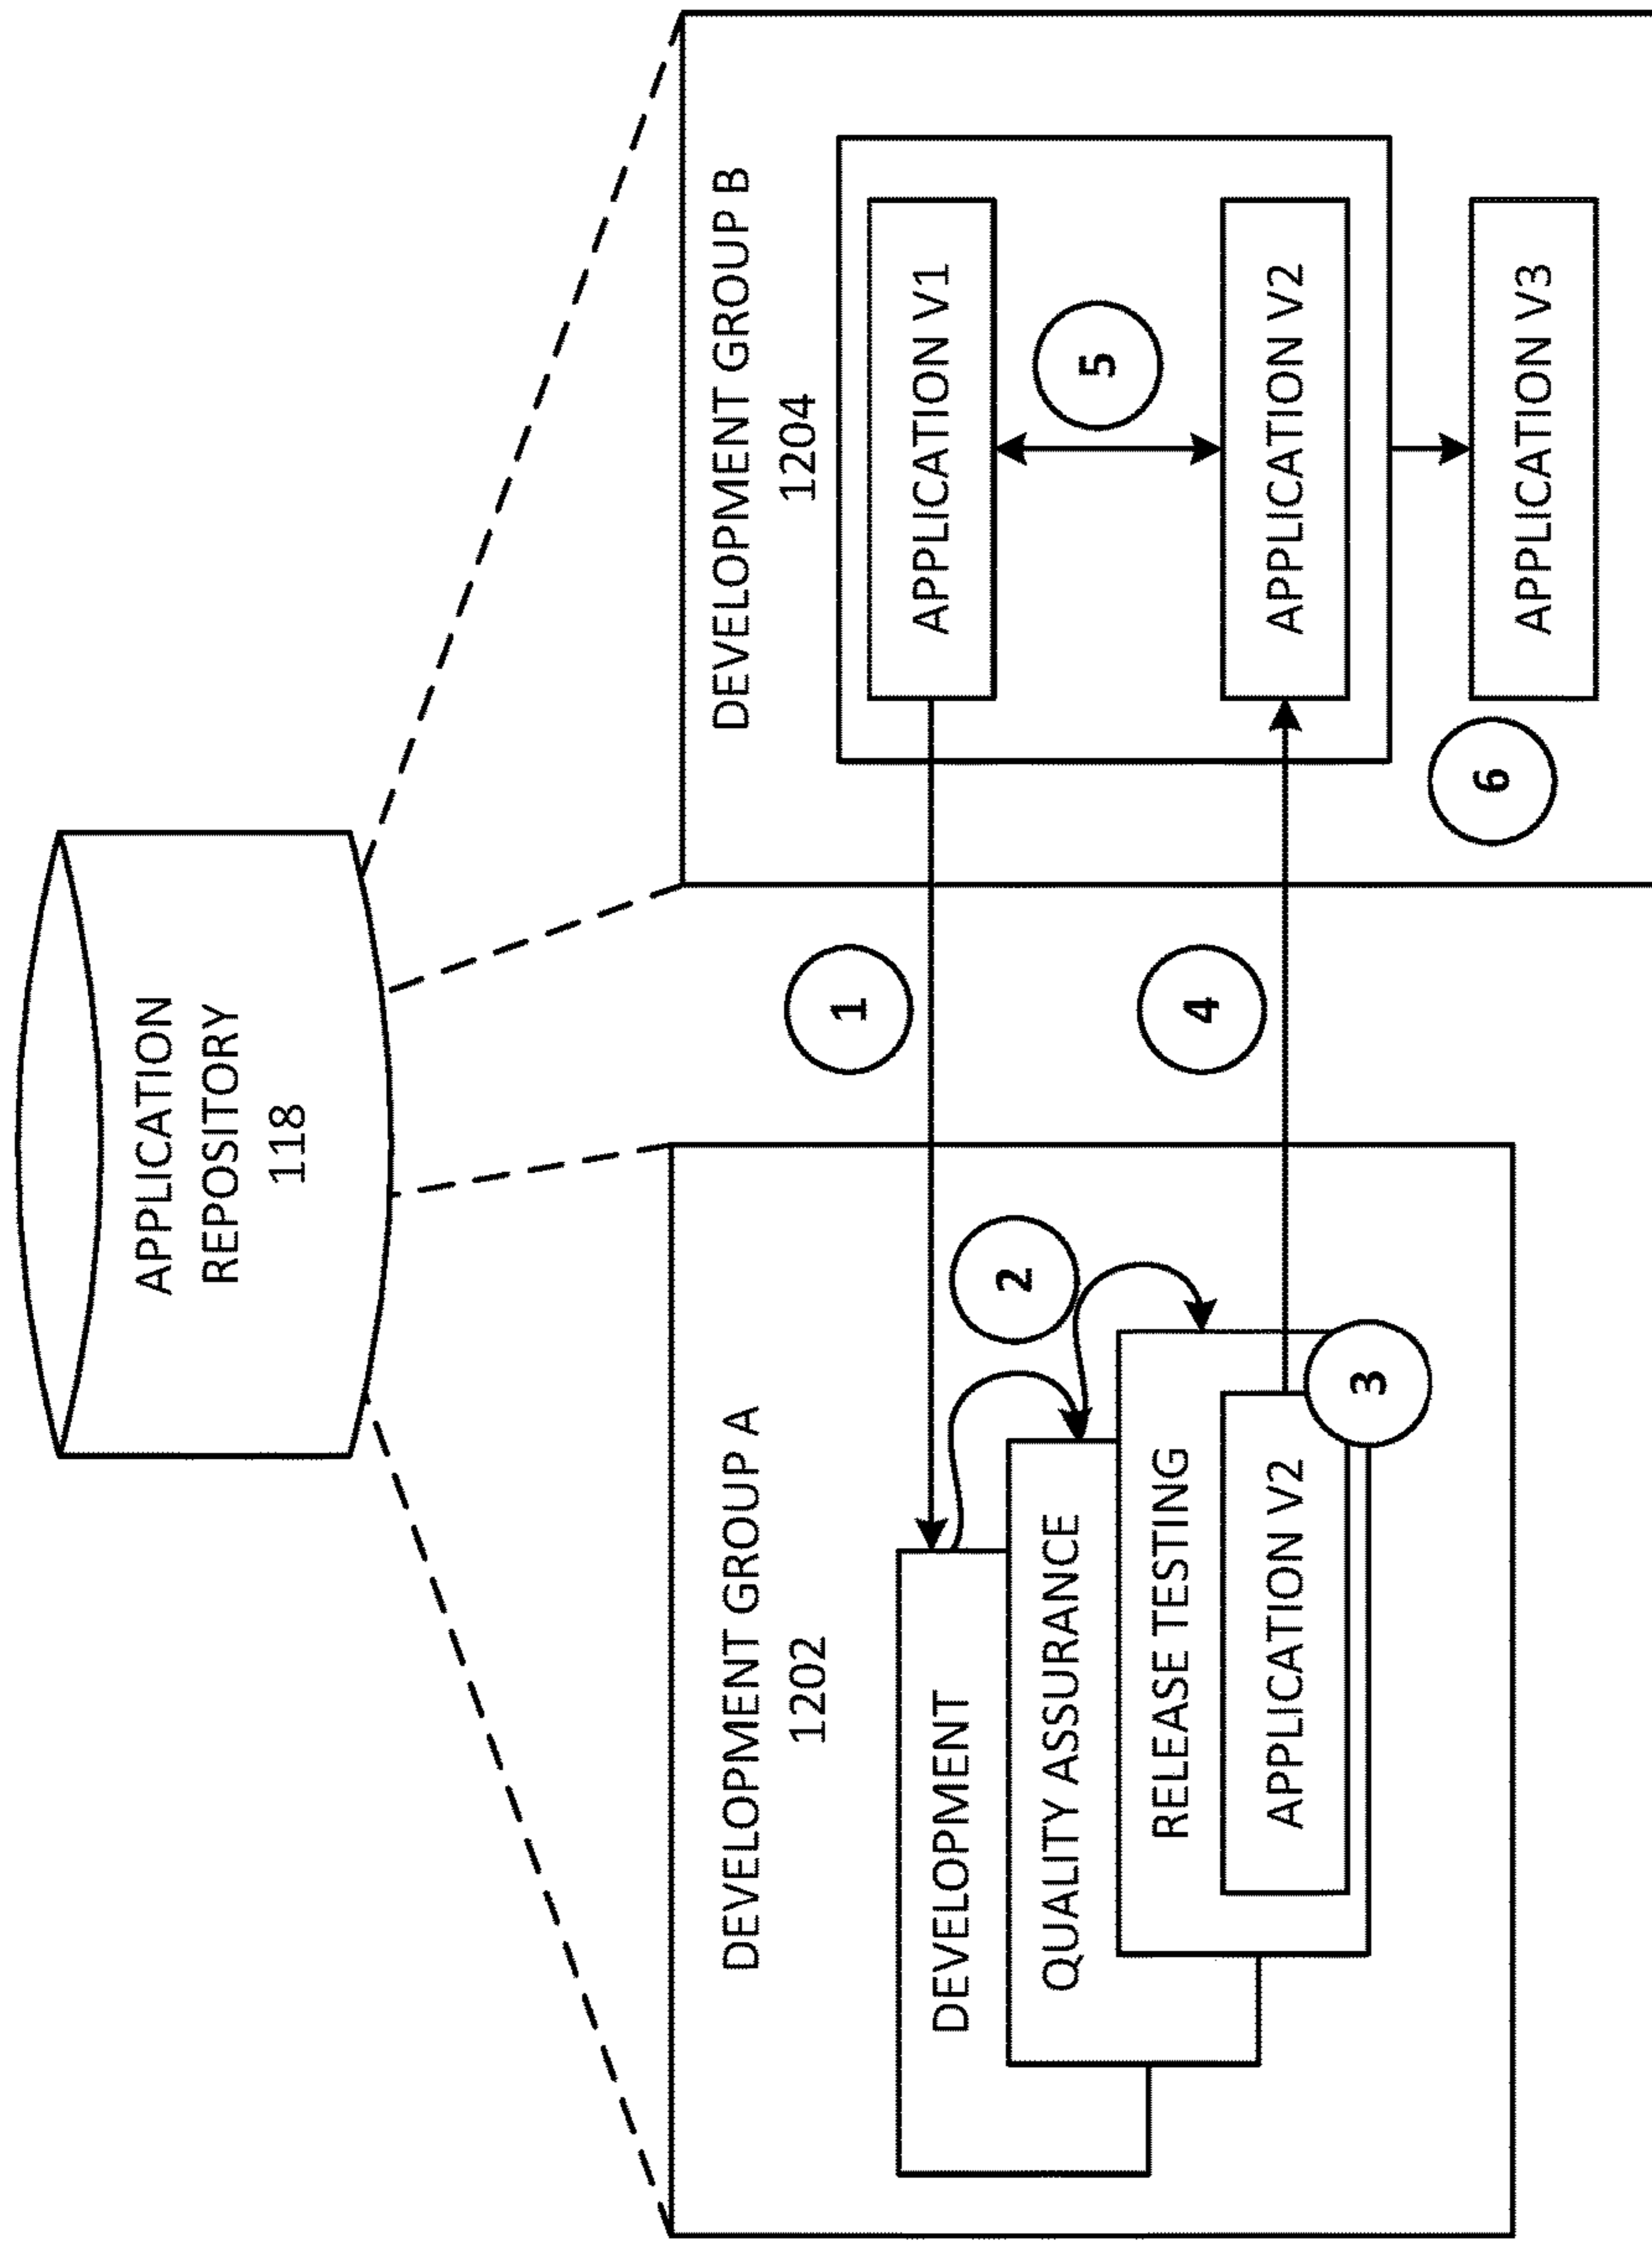 APPLICATION
REPOSITORY
118
DEVELOPMENT GROUP A
1202
DEVELOPMENT
QUALITY ASSURANCE
RELEASE TESTING
APPLICATION V2
1
2
3
4
DEVELOPMENT GROUP B
1204
APPLICATION V1
5
APPLICATION V2
6
APPLICATION V3